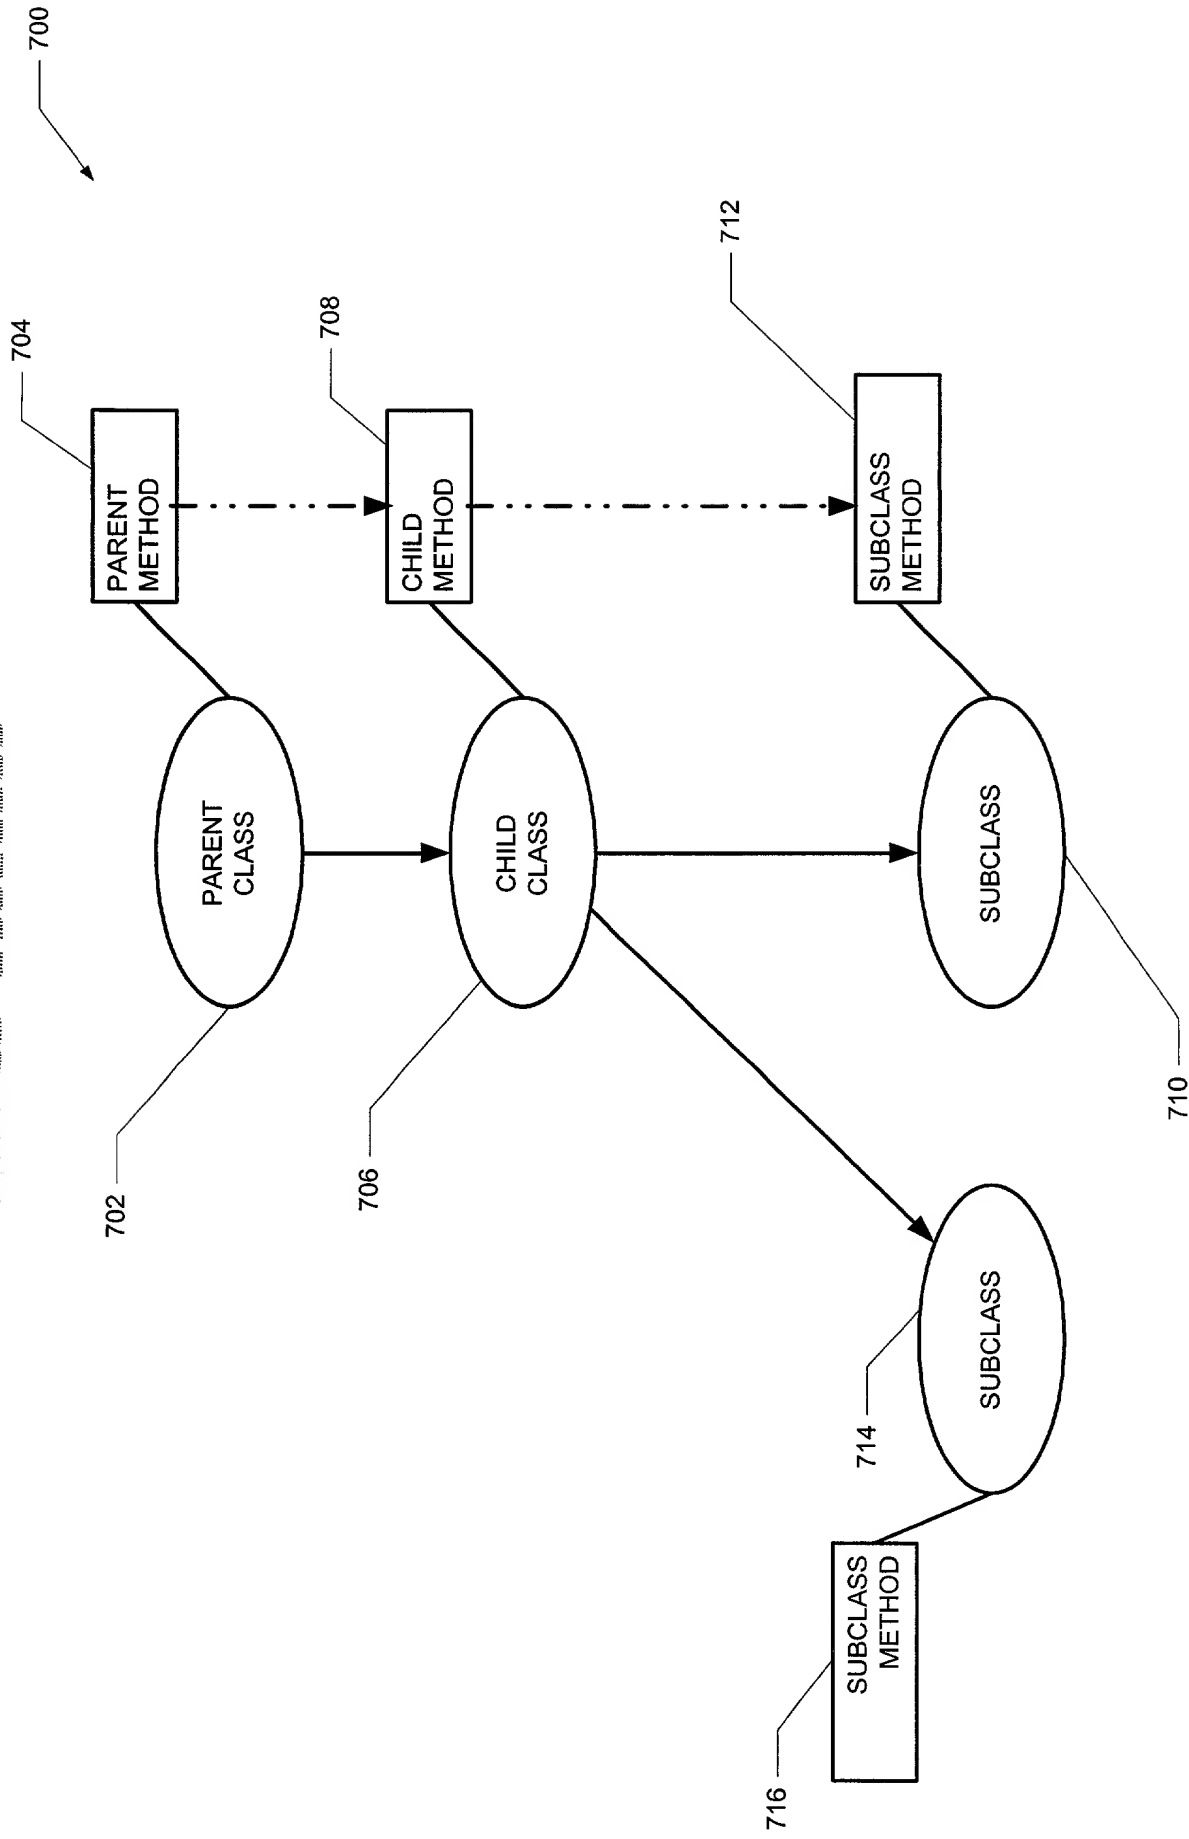 700
704
PARENT
METHOD
708
CHILD
METHOD
712
SUBCLASS
METHOD
PARENT
CLASS
702
CHILD
CLASS
706
SUBCLASS
710
SUBCLASS
714
SUBCLASS
METHOD
716